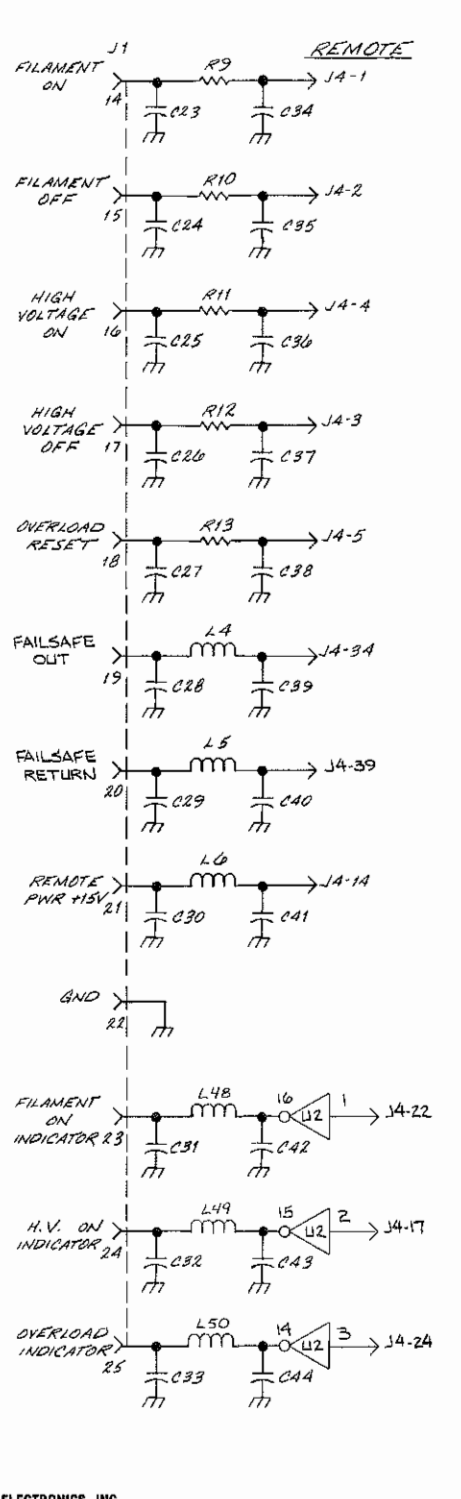 J1
REMOTE
FILAMENT
ON
14
R9
J4-1
C23
C34
FILAMENT
OFF
15
R10
J4-2
C24
C35
HIGH
VOLTAGE
ON
16
R11
J4-4
C25
C36
HIGH
VOLTAGE
OFF
17
R12
J4-3
C26
C37
OVERLOAD
RESET
18
R13
J4-5
C27
C38
FAILSAFE
OUT
19
L4
J4-34
C28
C39
FAILSAFE
RETURN
20
L5
J4-39
C29
C40
REMOTE
PWR +15V
21
L6
J4-14
C30
C41
GND
22
FILAMENT
ON
INDICATOR 23
L48
16
U2
1
J4-22
C31
C42
H.V. ON
INDICATOR
24
L49
15
U2
2
J4-17
C32
C43
OVERLOAD
INDICATOR
25
L50
14
U2
3
J4-24
C33
C44
ELECTRONICS, INC.